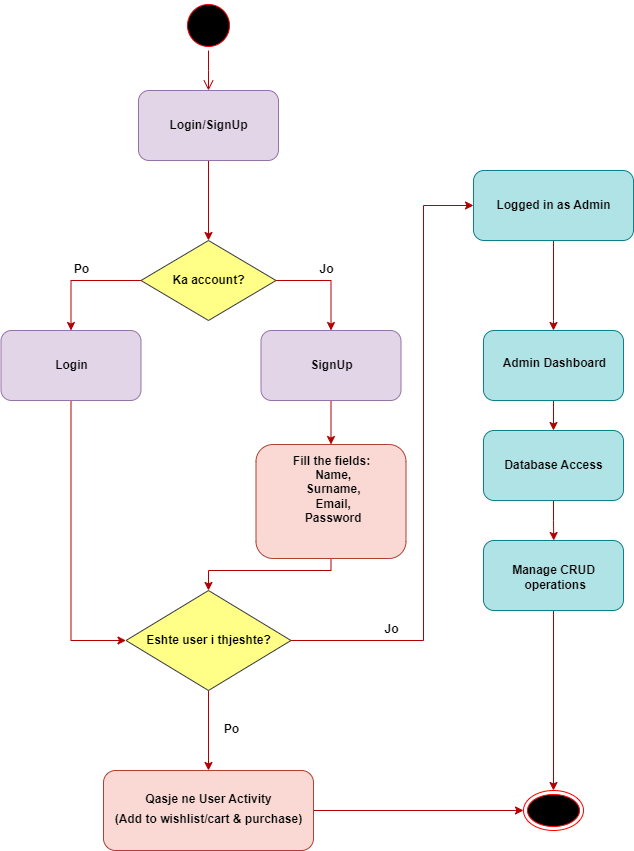 Login/SignUp
Ka account?
Po
Jo
Login
SignUp
Fill the fields:
Name,
Surname,
Email,
Password
Eshte user i thjeshte?
Jo
Po
Qasje ne User Activity
(Add to wishlist/cart & purchase)
Logged in as Admin
Admin Dashboard
Database Access
Manage CRUD
operations